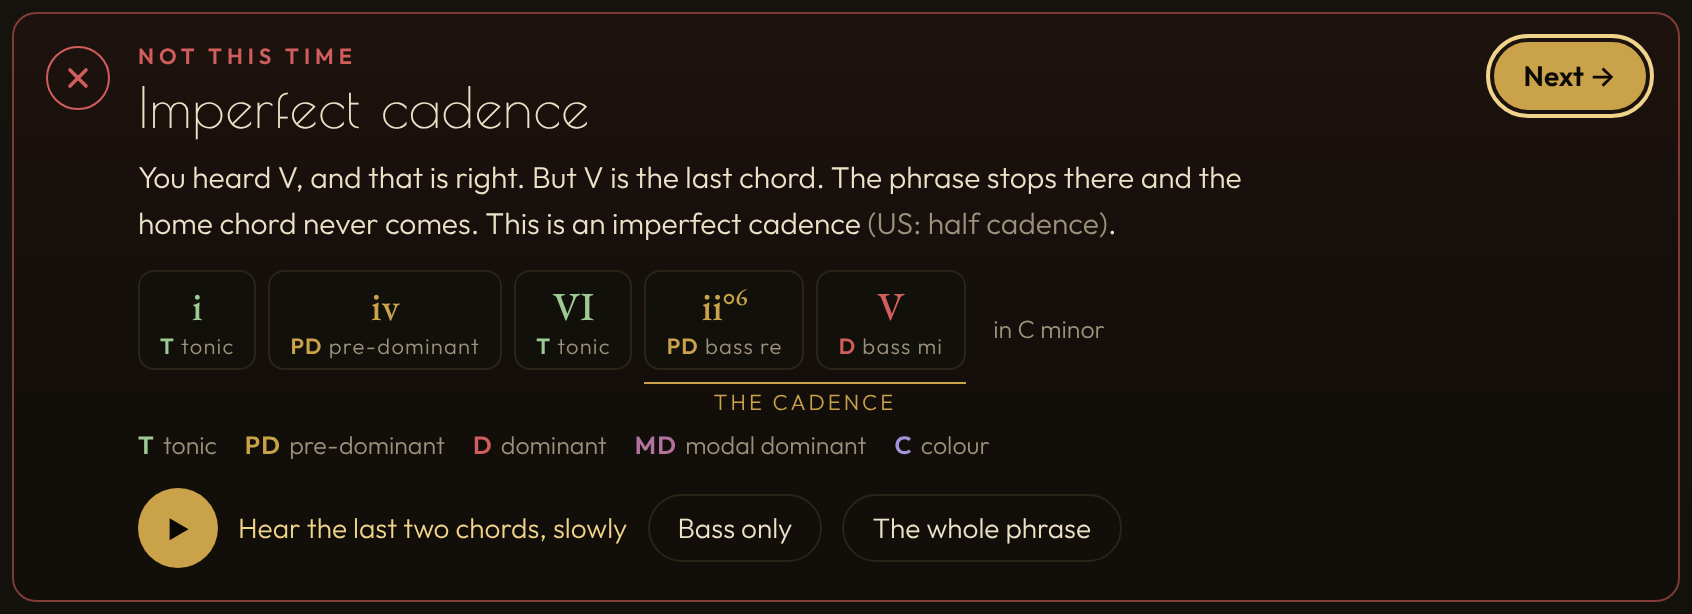 NOT THIS TIME
Imperfect cadence
Next →
You heard V, and that is right. But V is the last chord. The phrase stops there and the
home chord never comes. This is an imperfect cadence (US: half cadence).
i iv VI ii°⁶ V
T tonic PD pre-dominant T tonic PD bass re D bass mi
in C minor
THE CADENCE
T tonic PD pre-dominant D dominant MD modal dominant C colour
Hear the last two chords, slowly Bass only The whole phrase